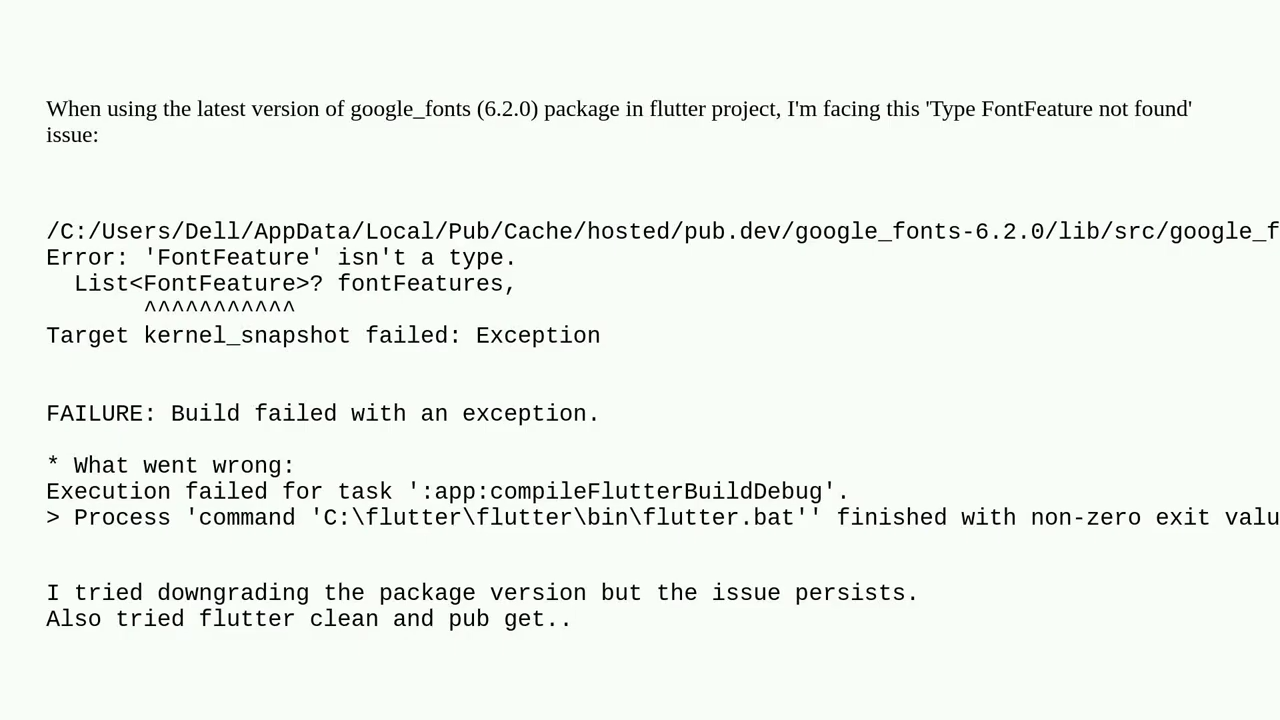 When using the latest version of google_fonts (6.2.0) package in flutter project, I'm facing this 'Type FontFeature not found'
issue:
/C:/Users/Dell/AppData/Local/Pub/Cache/hosted/pub.dev/google_fonts-6.2.0/lib/src/google_f
Error: 'FontFeature' isn't a type.
  List<FontFeature>? fontFeatures,
       ^^^^^^^^^^^
Target kernel_snapshot failed: Exception
FAILURE: Build failed with an exception.
* What went wrong:
Execution failed for task ':app:compileFlutterBuildDebug'.
> Process 'command 'C:\flutter\flutter\bin\flutter.bat'' finished with non-zero exit valu
I tried downgrading the package version but the issue persists.
Also tried flutter clean and pub get..